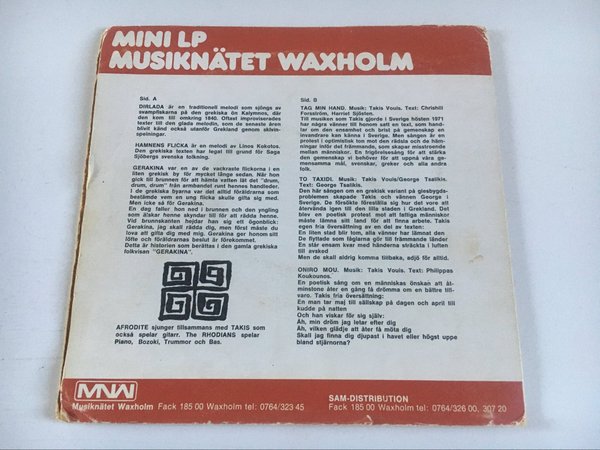 MINI LP
MUSIKNÄTET WAXHOLM
Sid. A
DIRLADA är en traditionell melodi som sjöngs av
svampfiskarna på den grekiska ön Kalymnos, där
den kom till omkring 1840. Oftast improviserades
texter till den glada melodin, som de senaste åren
blivit känd också utanför Grekland genom skivin-
spelningar.
HAMNENS FLICKA är en melodi av Linos Kokotos.
Den grekiska texten har legat till grund för Saga
Sjöbergs svenska tolkning.
GERAKINA var en av de vackraste flickorna i en
liten grekisk by för mycket länge sedan. När hon
gick till brunnen för att hämta vatten lät det "drum,
drum, drum" från armbandet runt hennes handleder.
I de grekiska byarna var det alltid föräldrarna som
bestämde vem en ung flicka skulle gifta sig med.
Men icke så för Gerakina.
En dag faller hon ned i brunnen och den yngling
som älskar henne skyndar till för att rädda henne.
Vid brunnskanten hejdar han sig ett ögonblick:
Gerakina, jag skall rädda dig, men först måste du
lova att gifta dig med mig. Gerakina ger honom sitt
löfte och föräldrarnas beslut är förekommet.
Detta är historien som berättas i den gamla grekiska
folkvisan "GERAKINA".
AFRODITE sjunger tillsammans med TAKIS som
också spelar gitarr. The RHODIANS spelar
Piano, Bozoki, Trummor och Bas.
Sid B
TAG MIN HAND. Musik: Takis Vouis. Text: Chrishill
Forsström, Harriet Sjösten.
Till musiken som Takis gjorde i Sverige hösten 1971
har några vänner till honom satt en text, som hand-
lar om den ensamhet och brist på gemenskap en
invandrare kan känna i Sverige. Men sången är en
protest i optimistisk ton mot den rädsla och de häm-
ningar inför det främmande, som skapar misstroende
mellan människor. En frigörelsesång för att stärka
den gemenskap vi behöver för att uppnå våra ge-
mensamma mål, svenskar, greker och alla andra
folk.
TO TAXIDI. Musik: Takis Vouis/George Tsalikis.
Text: George Tsalikis.
Den här sången om en grekisk variant på glesbygds-
problemen skapade Takis och vännen George i
Sverige. De försökte föreställa sig hur det vore att
återvända igen till den lilla staden i Grekland. Det
blev en poetisk protest mot att fattiga människor
måste lämna sitt land för att finna arbete. Takis
egen fria översättning av en del av texten:
En liten stad blir tom, alla vänner har lämnat den
De flyttade som tåglarna gör till främmande länder
En står ensam kvar med händerna sträckta i luften
till avsked
Men de skall aldrig komma tillbaka, adjö för alltid.
ONIRO MOU. Musik: Takis Vouis. Text: Philippas
Koukounos.
En poetisk sång om en människas önskan att åt-
minstone åter en gång få drömma om en bättre till-
varo. Takis fria översättning:
En man tar maj till sällskap på dagen och april till
kudde på natten
Och han viskar för sig själv:
Åh, min dröm jag letar efter dig
Åh, vilken glädje att åter få möta dig
Skall jag finna dig djupast i havet eller högst uppe
bland stjärnorna?
MNW
Musiknätet Waxholm Fack 185 00 Waxholm tel: 0764/323 45
SAM-DISTRIBUTION
Fack 185 00 Waxholm tel: 0764/326 00. 307 20